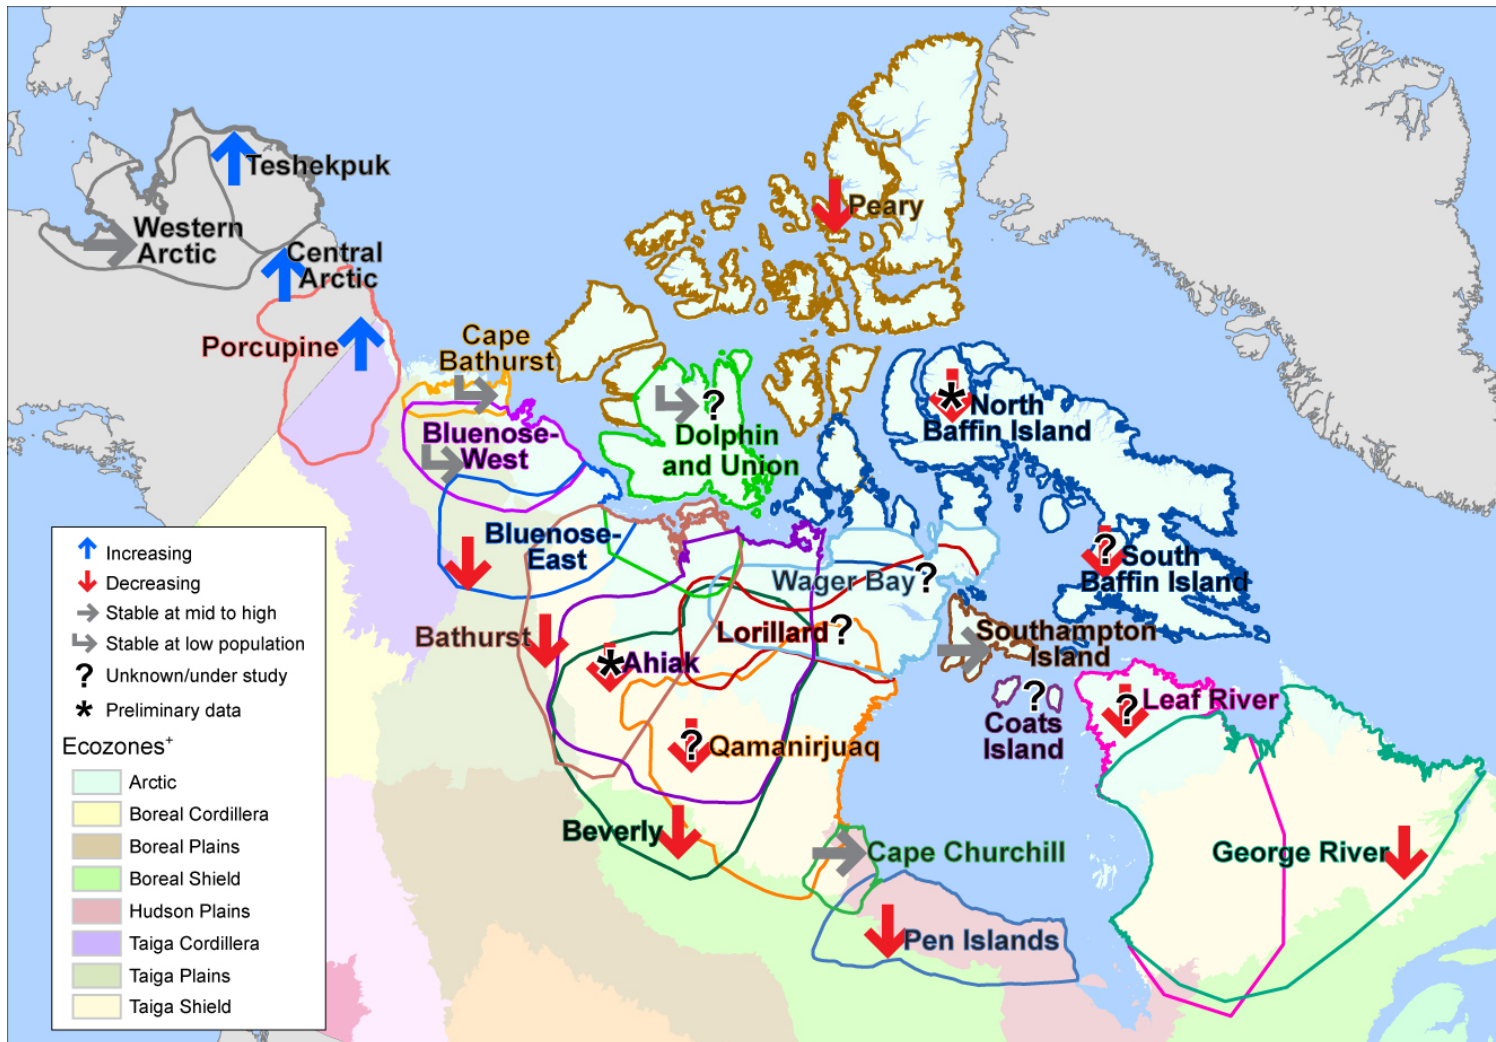 Teshekpuk
Western
Arctic
Central
Arctic
Peary
Porcupine
Cape
Bathurst
?
*
North
Baffin Island
Bluenose-
West
Dolphin
and Union
Bluenose-
East
?
South
Baffin Island
Wager Bay
?
Bathurst
Lorillard
?
Southampton
Island
*
Ahiak
?
Coats
Island
?
Leaf River
?
Qamanirjuaq
Beverly
Cape Churchill
George River
Pen Islands
Increasing
Decreasing
Stable at mid to high
Stable at low population
? Unknown/under study
* Preliminary data
Ecozones+
Arctic
Boreal Cordillera
Boreal Plains
Boreal Shield
Hudson Plains
Taiga Cordillera
Taiga Plains
Taiga Shield